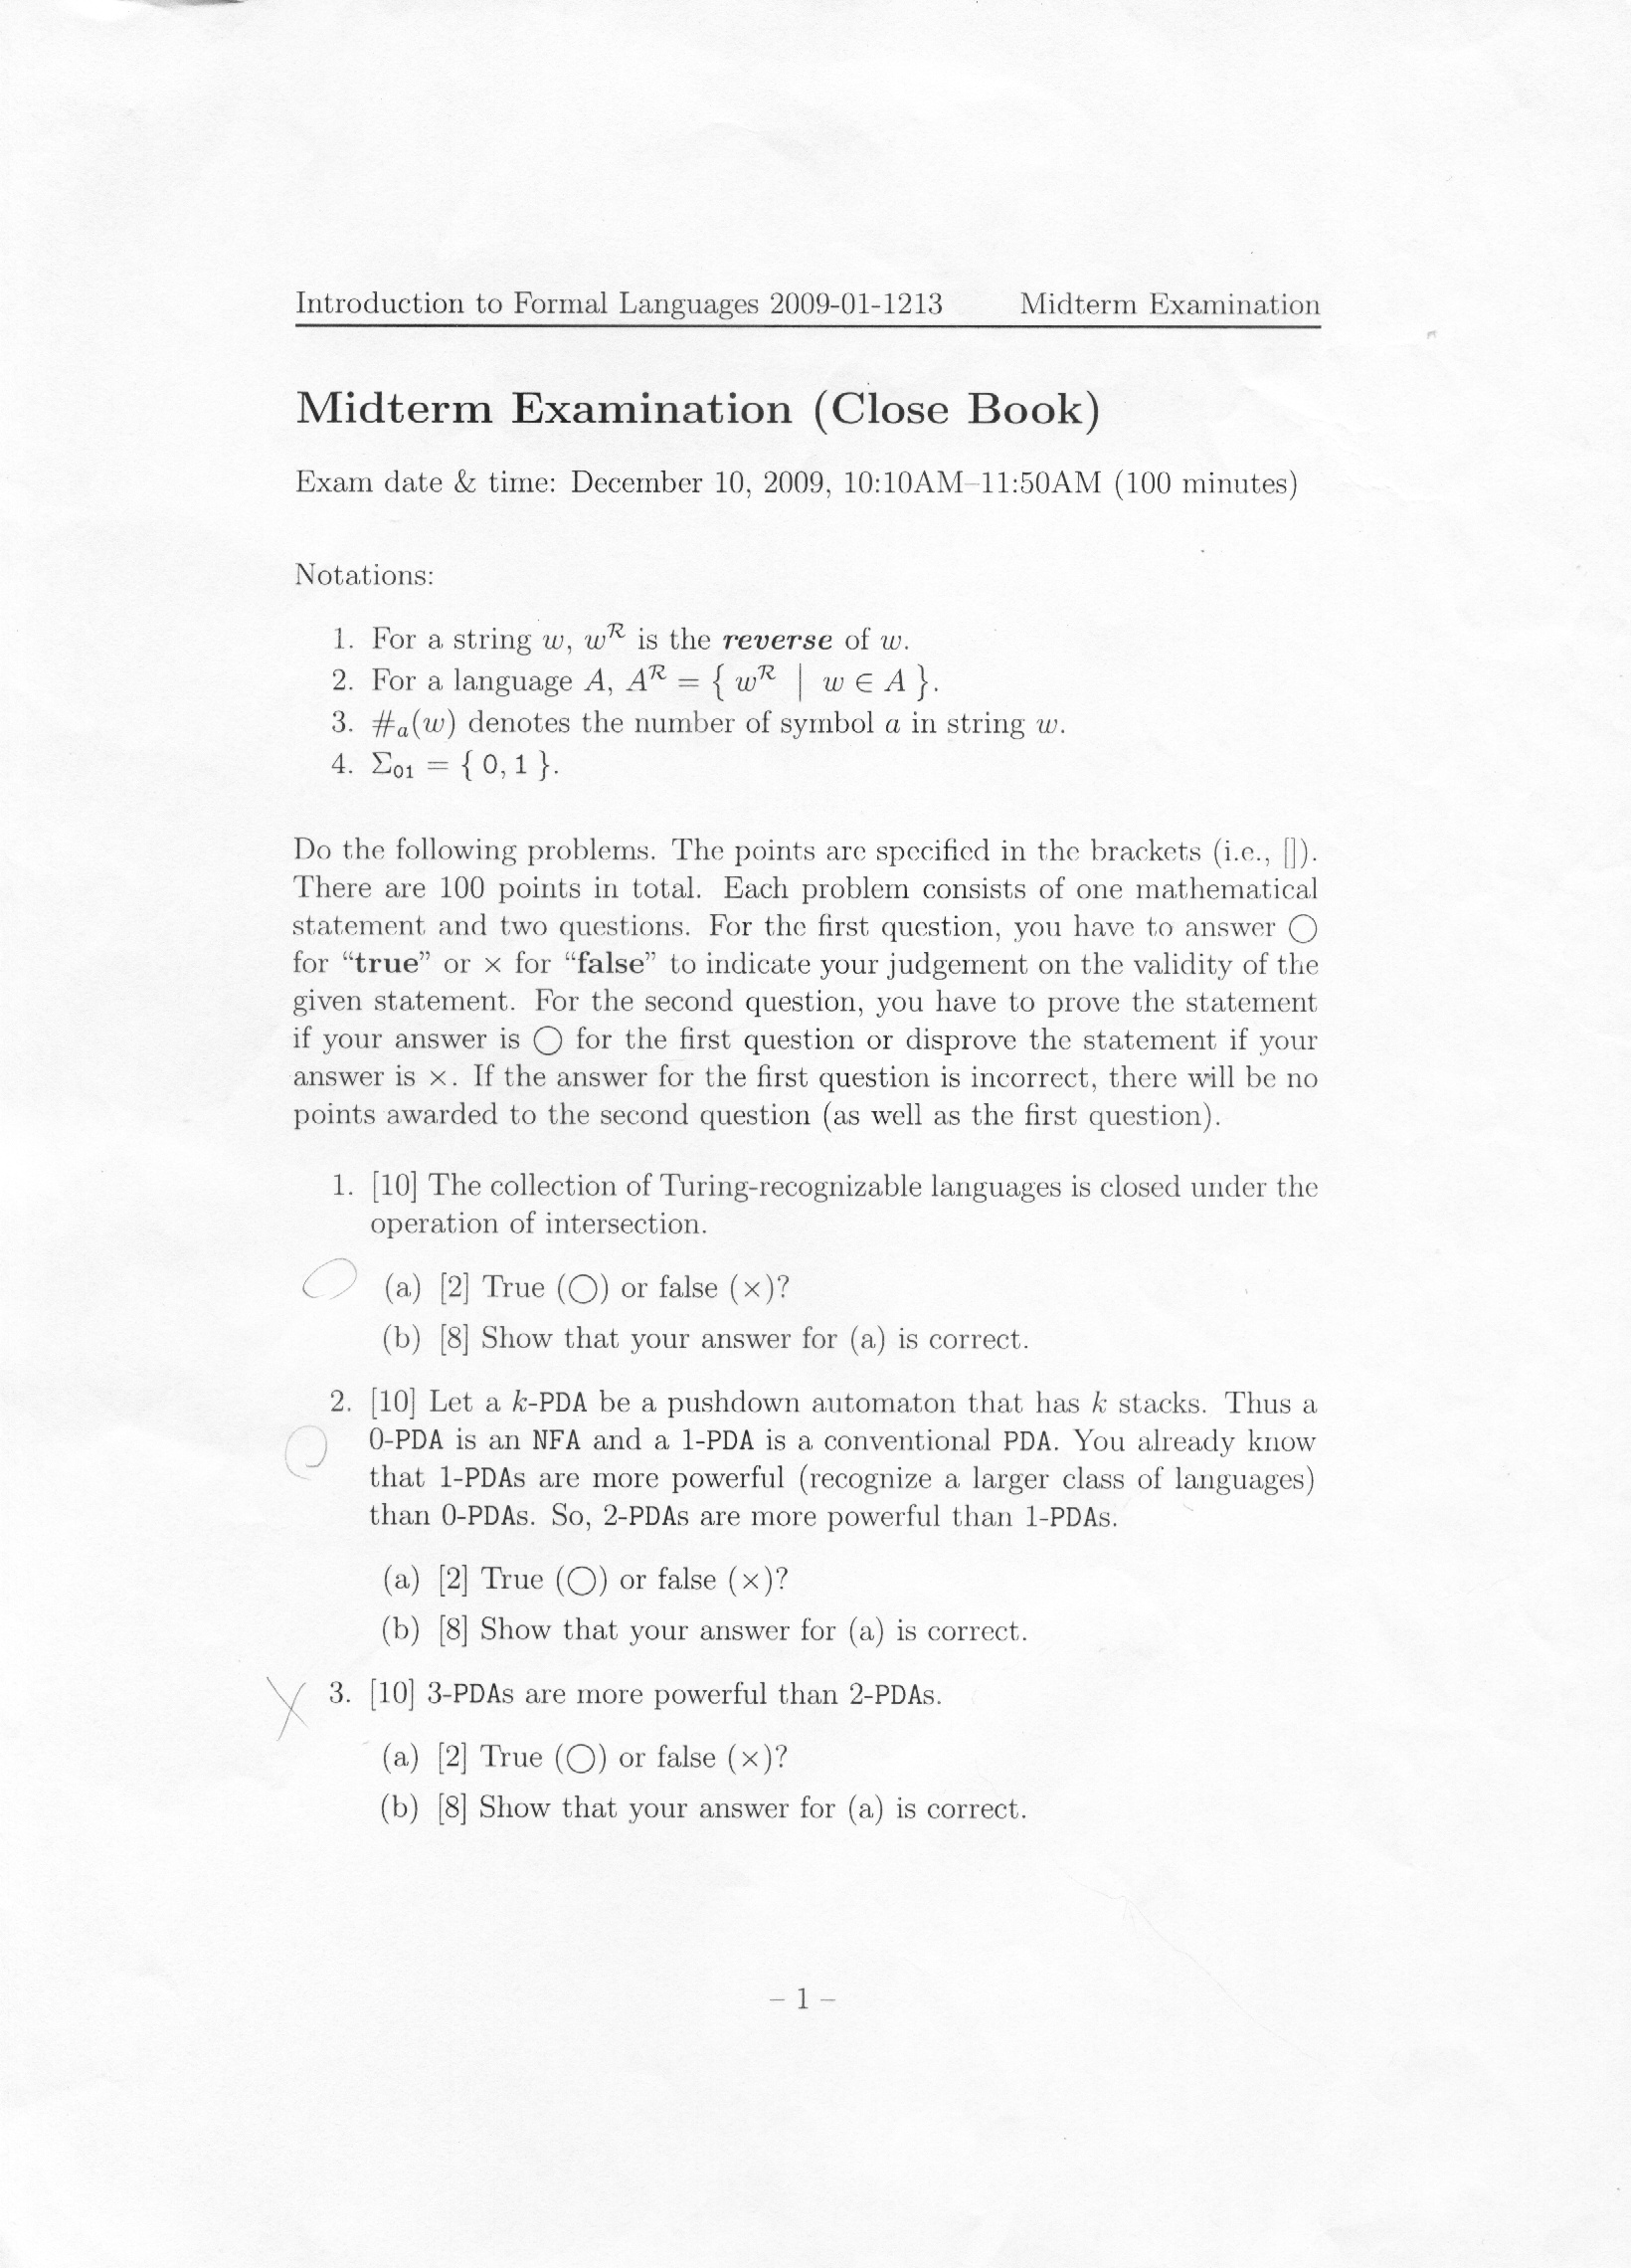 Introduction to Formal Languages 2009-01-1213 Midterm Examination
Midterm Examination (Close Book)
Exam date & time: December 10, 2009, 10:10AM–11:50AM (100 minutes)
Notations:
1. For a string w, w^ℛ is the reverse of w.
2. For a language A, A^ℛ = { w^ℛ | w ∈ A }.
3. #ₐ(w) denotes the number of symbol a in string w.
4. Σ₀₁ = { 0, 1 }.
Do the following problems. The points are specified in the brackets (i.e., []).
There are 100 points in total. Each problem consists of one mathematical
statement and two questions. For the first question, you have to answer ◯
for “true” or × for “false” to indicate your judgement on the validity of the
given statement. For the second question, you have to prove the statement
if your answer is ◯ for the first question or disprove the statement if your
answer is ×. If the answer for the first question is incorrect, there will be no
points awarded to the second question (as well as the first question).
1. [10] The collection of Turing-recognizable languages is closed under the
operation of intersection.
◯ (a) [2] True (◯) or false (×)?
(b) [8] Show that your answer for (a) is correct.
2. [10] Let a k-PDA be a pushdown automaton that has k stacks. Thus a
◯ 0-PDA is an NFA and a 1-PDA is a conventional PDA. You already know
that 1-PDAs are more powerful (recognize a larger class of languages)
than 0-PDAs. So, 2-PDAs are more powerful than 1-PDAs.
(a) [2] True (◯) or false (×)?
(b) [8] Show that your answer for (a) is correct.
X 3. [10] 3-PDAs are more powerful than 2-PDAs.
(a) [2] True (◯) or false (×)?
(b) [8] Show that your answer for (a) is correct.
– 1 –